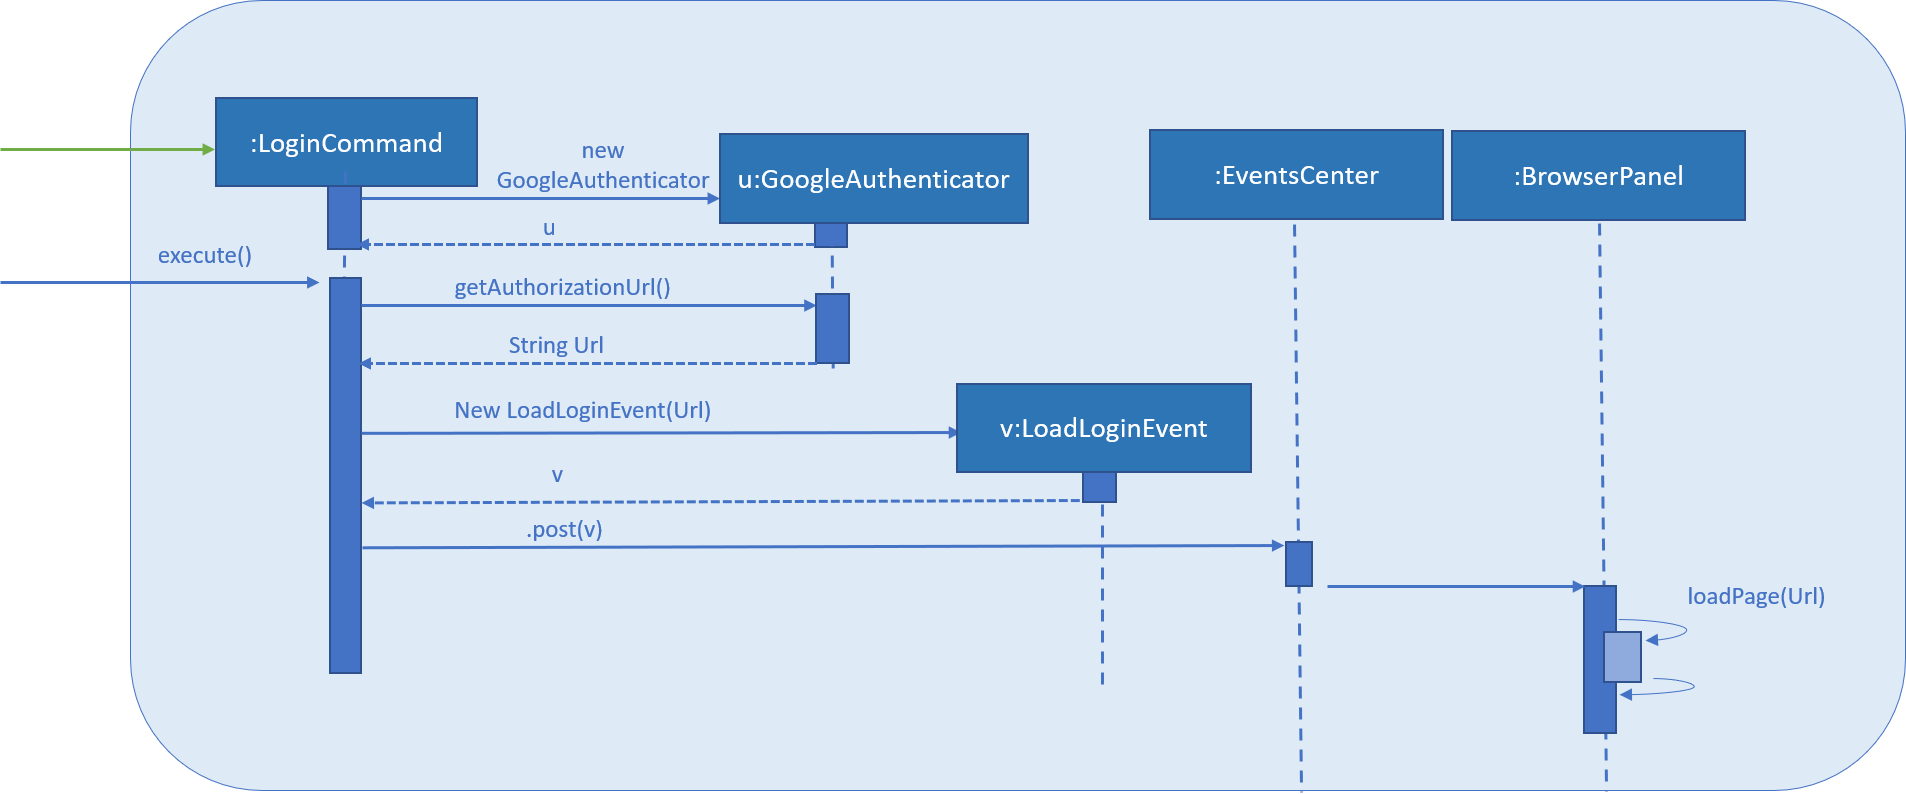 :LoginCommand
new
GoogleAuthenticator
u:GoogleAuthenticator
:EventsCenter
:BrowserPanel
u
execute()
getAuthorizationUrl()
String Url
New LoadLoginEvent(Url)
v:LoadLoginEvent
v
.post(v)
loadPage(Url)